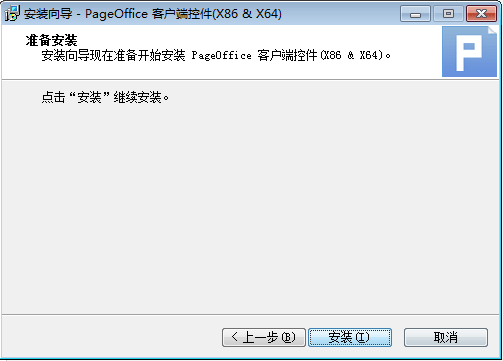 安装向导 - PageOffice 客户端控件(X86 & X64)
准备安装
安装向导现在准备开始安装 PageOffice 客户端控件(X86 & X64)。
P
点击“安装”继续安装。
< 上一步(B)
安装(I)
取消